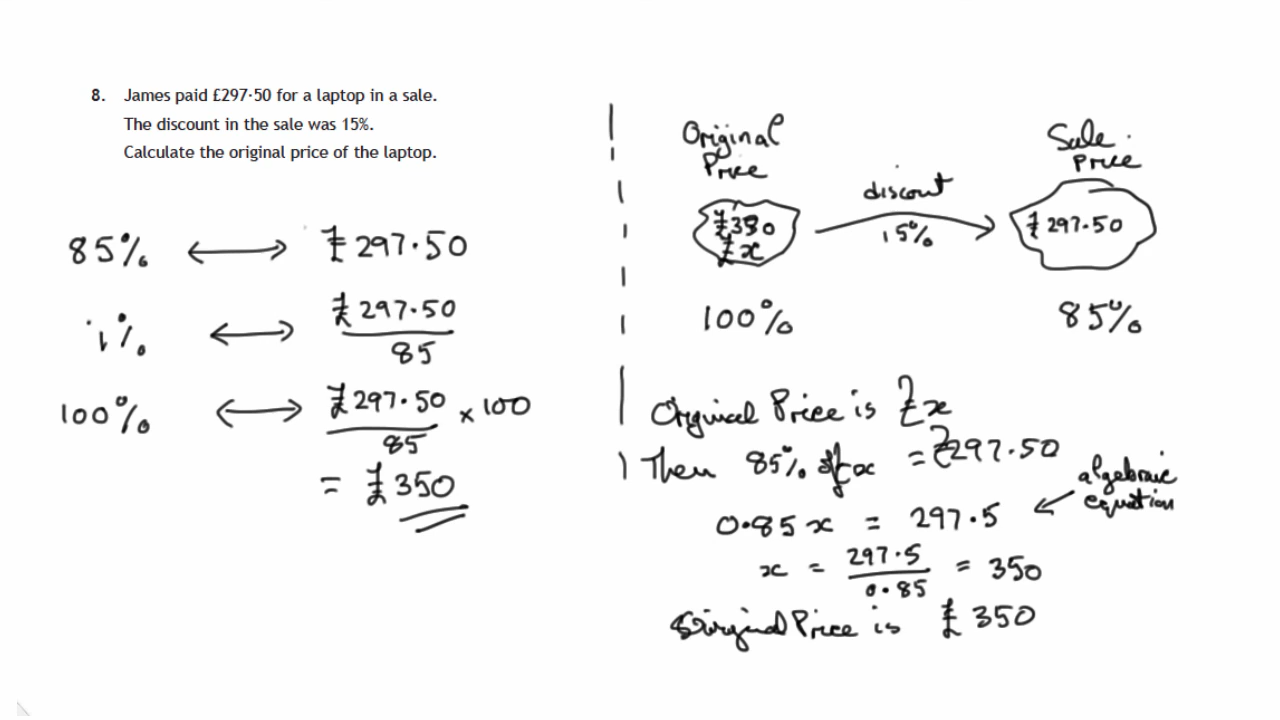 8. James paid £297·50 for a laptop in a sale.
The discount in the sale was 15%.
Calculate the original price of the laptop.
85% ⟷ £297·50
1% ⟷ £297·50 / 85
100% ⟷ £297·50 / 85 × 100
= £350
Original
Price
£350
£x
100%
discount
15%
Sale
Price
£297·50
85%
Original Price is £x
Then 85% of x = £297·50
0·85x = 297·5
algebraic
equation
x = 297·5 / 0·85 = 350
Original Price is £350